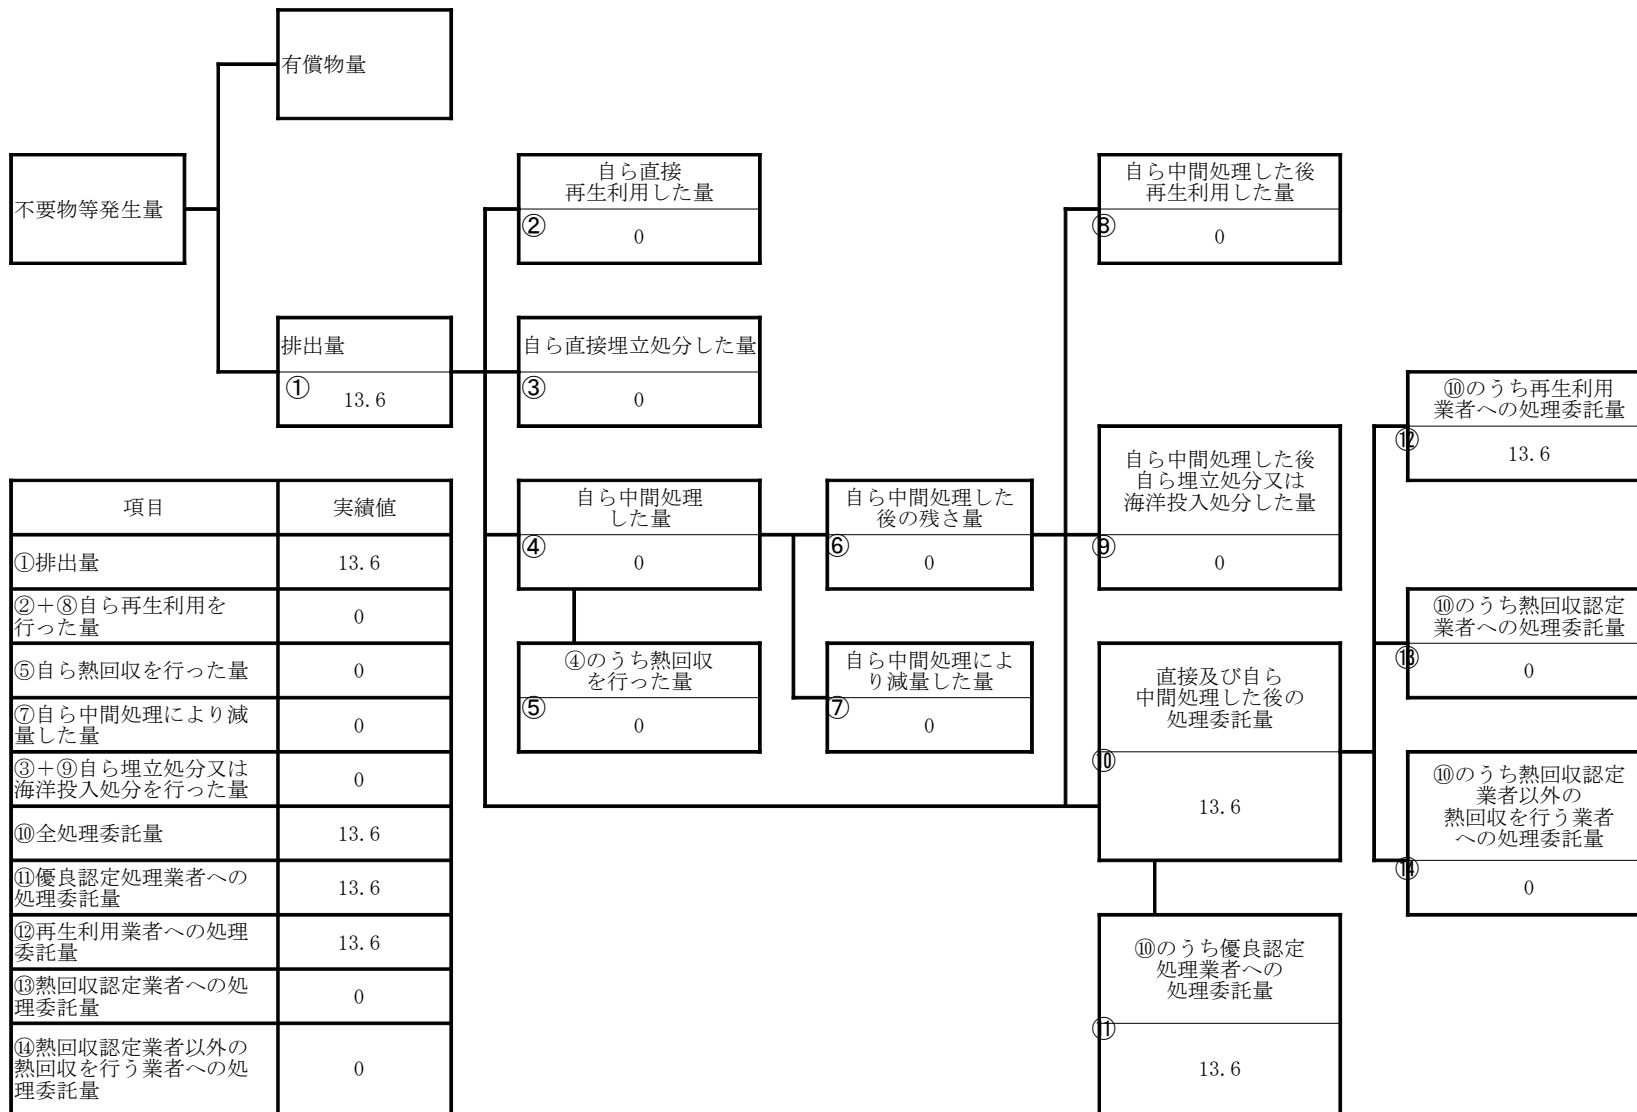 有償物量
不要物等発生量
排出量
①
13.6
自ら直接
再生利用した量
②
0
自ら直接埋立処分した量
③
0
自ら中間処理
した量
④
0
④のうち熱回収
を行った量
⑤
0
自ら中間処理した
後の残さ量
⑥
0
自ら中間処理によ
り減量した量
⑦
0
自ら中間処理した後
再生利用した量
⑧
0
自ら中間処理した後
自ら埋立処分又は
海洋投入処分した量
⑨
0
直接及び自ら
中間処理した後の
処理委託量
⑩
13.6
⑩のうち優良認定
処理業者への
処理委託量
⑪
13.6
⑩のうち再生利用
業者への処理委託量
⑫
13.6
⑩のうち熱回収認定
業者への処理委託量
⑬
0
⑩のうち熱回収認定
業者以外の
熱回収を行う業者
への処理委託量
⑭
0
項目 実績値
①排出量 13.6
②+⑧自ら再生利用を
行った量 0
⑤自ら熱回収を行った量 0
⑦自ら中間処理により減
量した量 0
③+⑨自ら埋立処分又は
海洋投入処分を行った量 0
⑩全処理委託量 13.6
⑪優良認定処理業者への
処理委託量 13.6
⑫再生利用業者への処理
委託量 13.6
⑬熱回収認定業者への処
理委託量 0
⑭熱回収認定業者以外の
熱回収を行う業者への処
理委託量 0